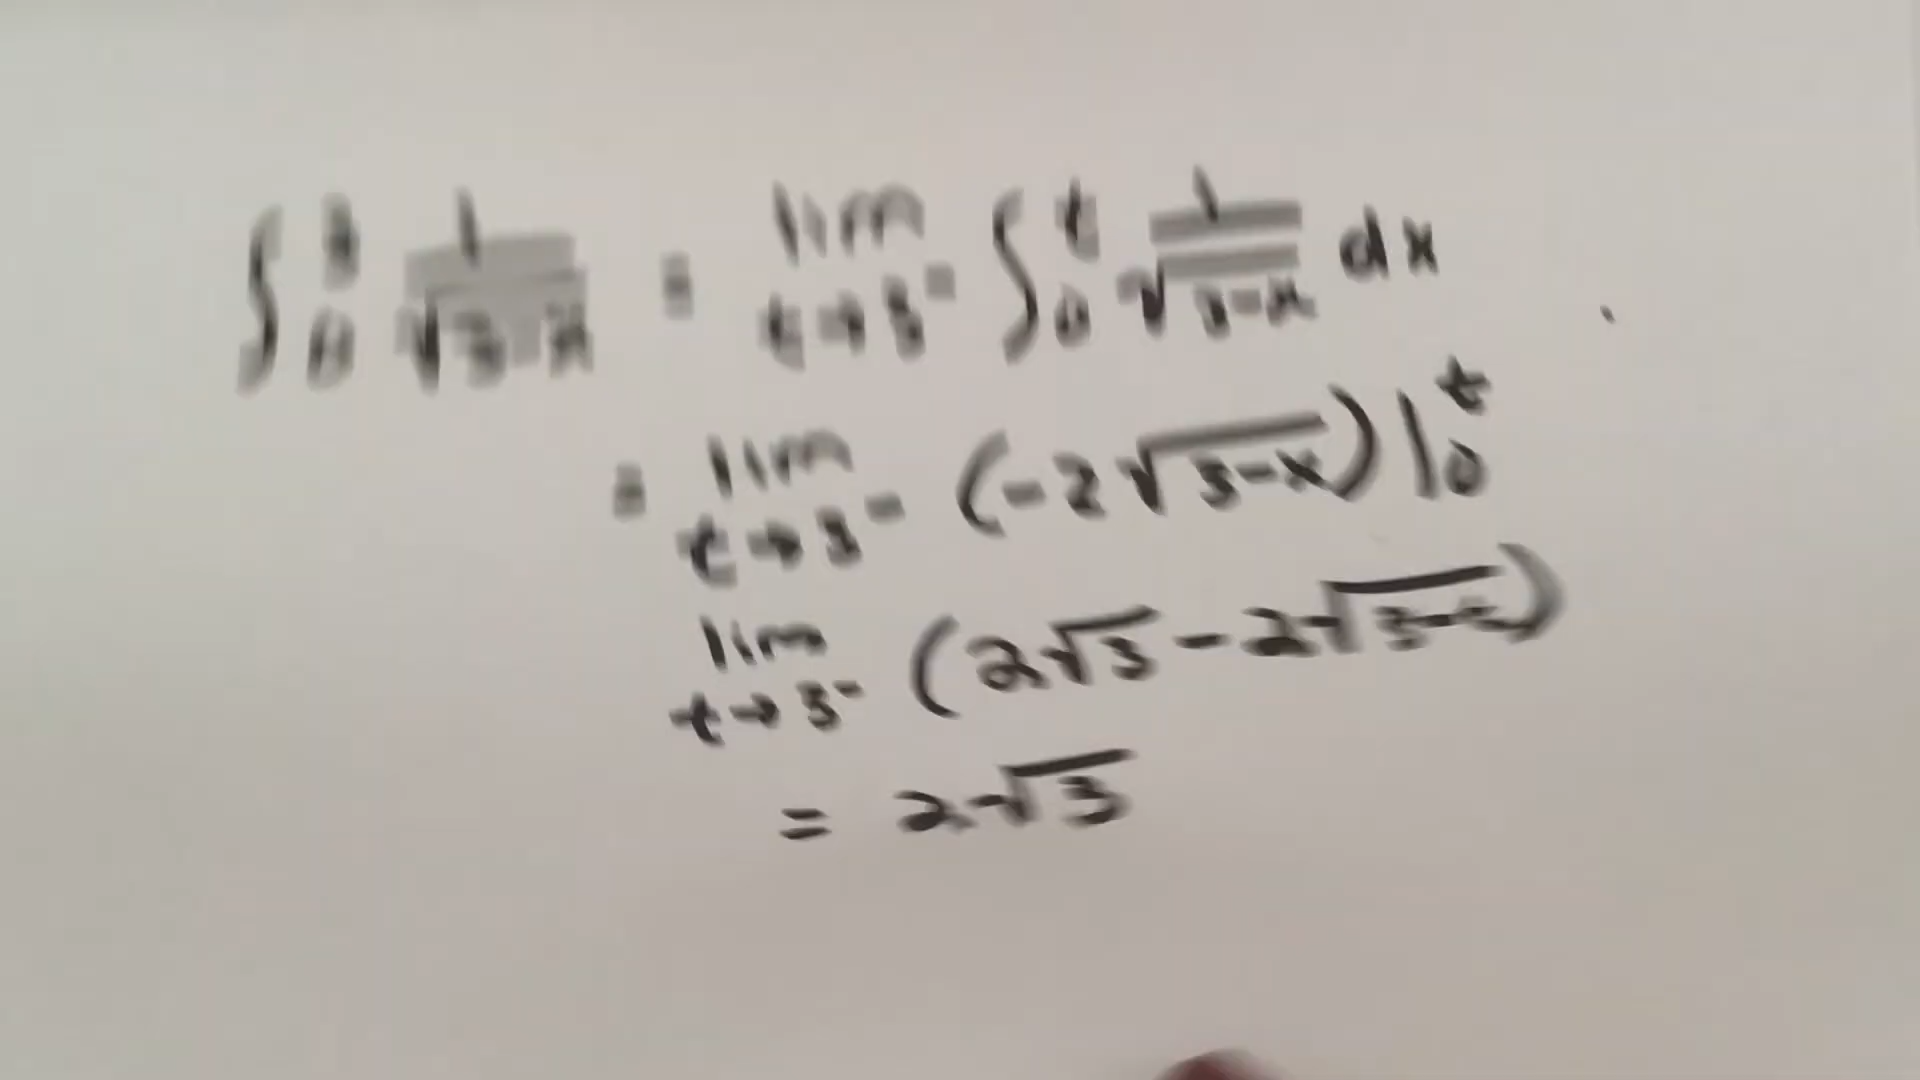 ∫₀³ 1/√(3-x) = lim t→3⁻ ∫₀ᵗ 1/√(3-x) dx
= lim t→3⁻ (-2√(3-x))|₀ᵗ
lim t→3⁻ (2√3 - 2√(3-t))
= 2√3